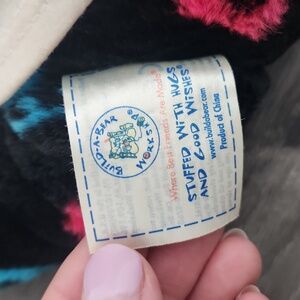 BUILD-A-BEAR
WORKSHOP®
Where Best Friends Are Made®
STUFFED WITH HUGS
AND GOOD WISHES®
www.buildabear.com
Product of China